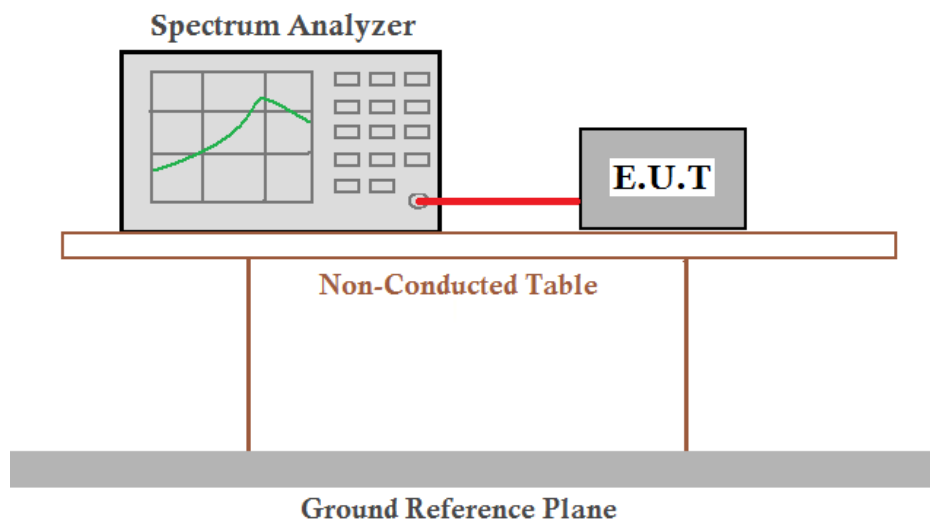 Spectrum Analyzer
E.U.T
Non-Conducted Table
Ground Reference Plane